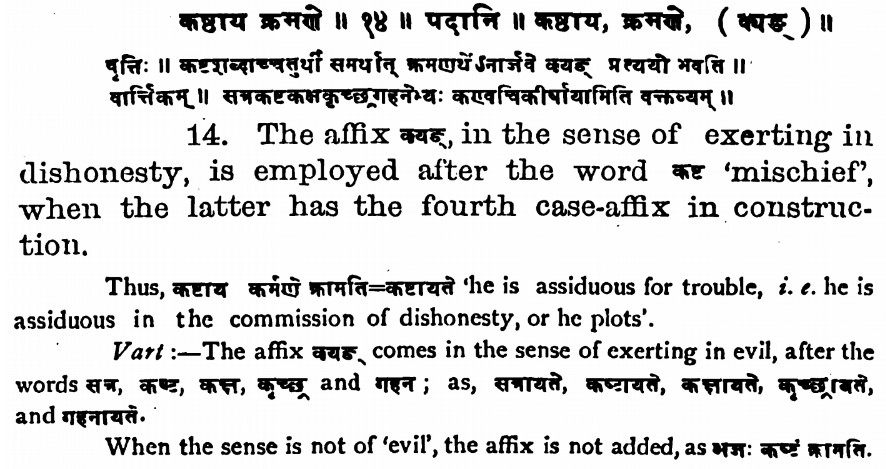 कष्टाय क्रमणे ॥ १४ ॥ पदानि ॥ कष्टाय, क्रमणे, ( क्यङ् ) ॥
वृत्तिः ॥ कष्टशब्दाच्चतुर्थी समर्थात् क्रमणर्थेऽनार्जवे क्यङ् प्रत्ययो भवति ॥
वार्त्तिकम् ॥ सत्रकष्टकक्षकृच्छ्रगहनेभ्यः कण्वचिकीर्षायामिति वक्तव्यम् ॥
14. The affix क्यङ्, in the sense of exerting in
dishonesty, is employed after the word कष्ट 'mischief',
when the latter has the fourth case-affix in construc-
tion.
Thus, कष्टाय कर्मणे क्रामति=कष्टायते 'he is assiduous for trouble, i. e. he is
assiduous in the commission of dishonesty, or he plots'.
Vart :—The affix क्यङ् comes in the sense of exerting in evil, after the
words सत्र, कष्ट, कक्ष, कृच्छ्र and गहन ; as, सत्रायते, कष्टायते, कक्षायते, कृच्छ्रायते,
and गहनायते.
When the sense is not of 'evil', the affix is not added, as अजः कष्टं क्रामति.